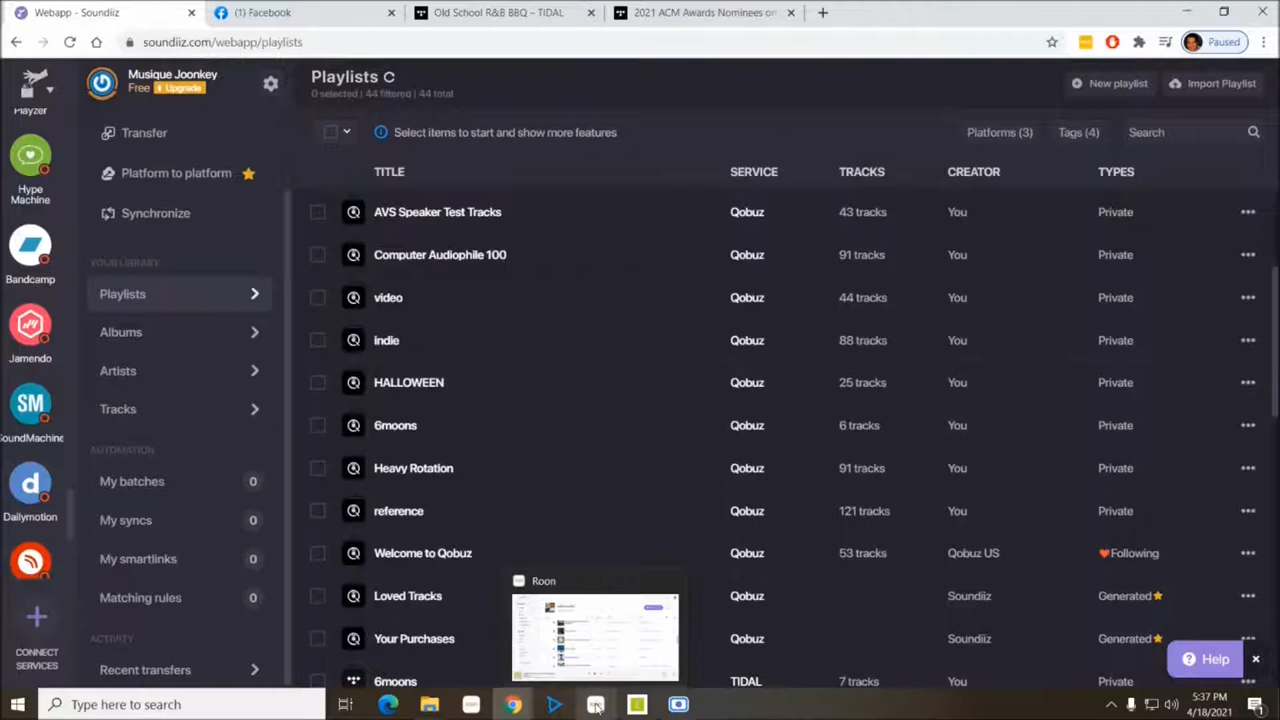 Webapp - Soundiiz
(1) Facebook
Old School R&B BBQ – TIDAL
2021 ACM Awards Nominees on
soundiiz.com/webapp/playlists
Paused
Playzer
Hype
Machine
Bandcamp
Jamendo
SM
SoundMachine
d
Dailymotion
CONNECT
SERVICES
Musique Joonkey
Free Upgrade
Transfer
Platform to platform
Synchronize
YOUR LIBRARY
Playlists
Albums
Artists
Tracks
AUTOMATION
My batches 0
My syncs 0
My smartlinks 0
Matching rules 0
ACTIVITY
Recent transfers
Playlists C
0 selected | 44 filtered | 44 total
New playlist
Import Playlist
Select items to start and show more features
Platforms (3)
Tags (4)
Search
TITLE SERVICE TRACKS CREATOR TYPES
AVS Speaker Test Tracks Qobuz 43 tracks You Private
Computer Audiophile 100 Qobuz 91 tracks You Private
video Qobuz 44 tracks You Private
indie Qobuz 88 tracks You Private
HALLOWEEN Qobuz 25 tracks You Private
6moons Qobuz 6 tracks You Private
Heavy Rotation Qobuz 91 tracks You Private
reference Qobuz 121 tracks You Private
Welcome to Qobuz Qobuz 53 tracks Qobuz US Following
Loved Tracks Qobuz Soundiiz Generated
Your Purchases Qobuz Soundiiz Generated
6moons TIDAL 7 tracks You Private
Roon
Help
Type here to search
5:37 PM
4/18/2021